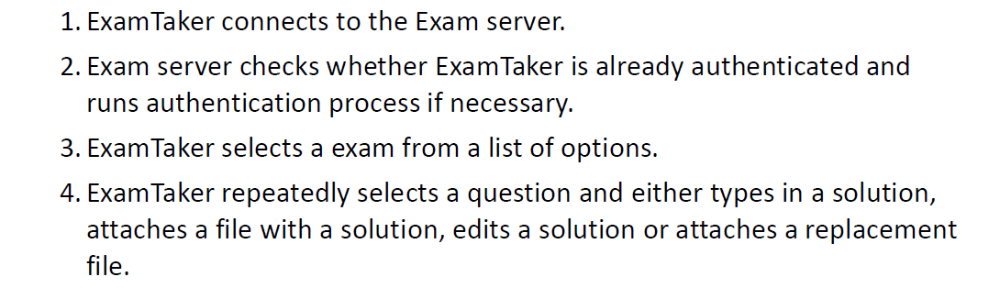 1. ExamTaker connects to the Exam server.
2. Exam server checks whether ExamTaker is already authenticated and
runs authentication process if necessary.
3. ExamTaker selects a exam from a list of options.
4. ExamTaker repeatedly selects a question and either types in a solution,
attaches a file with a solution, edits a solution or attaches a replacement
file.